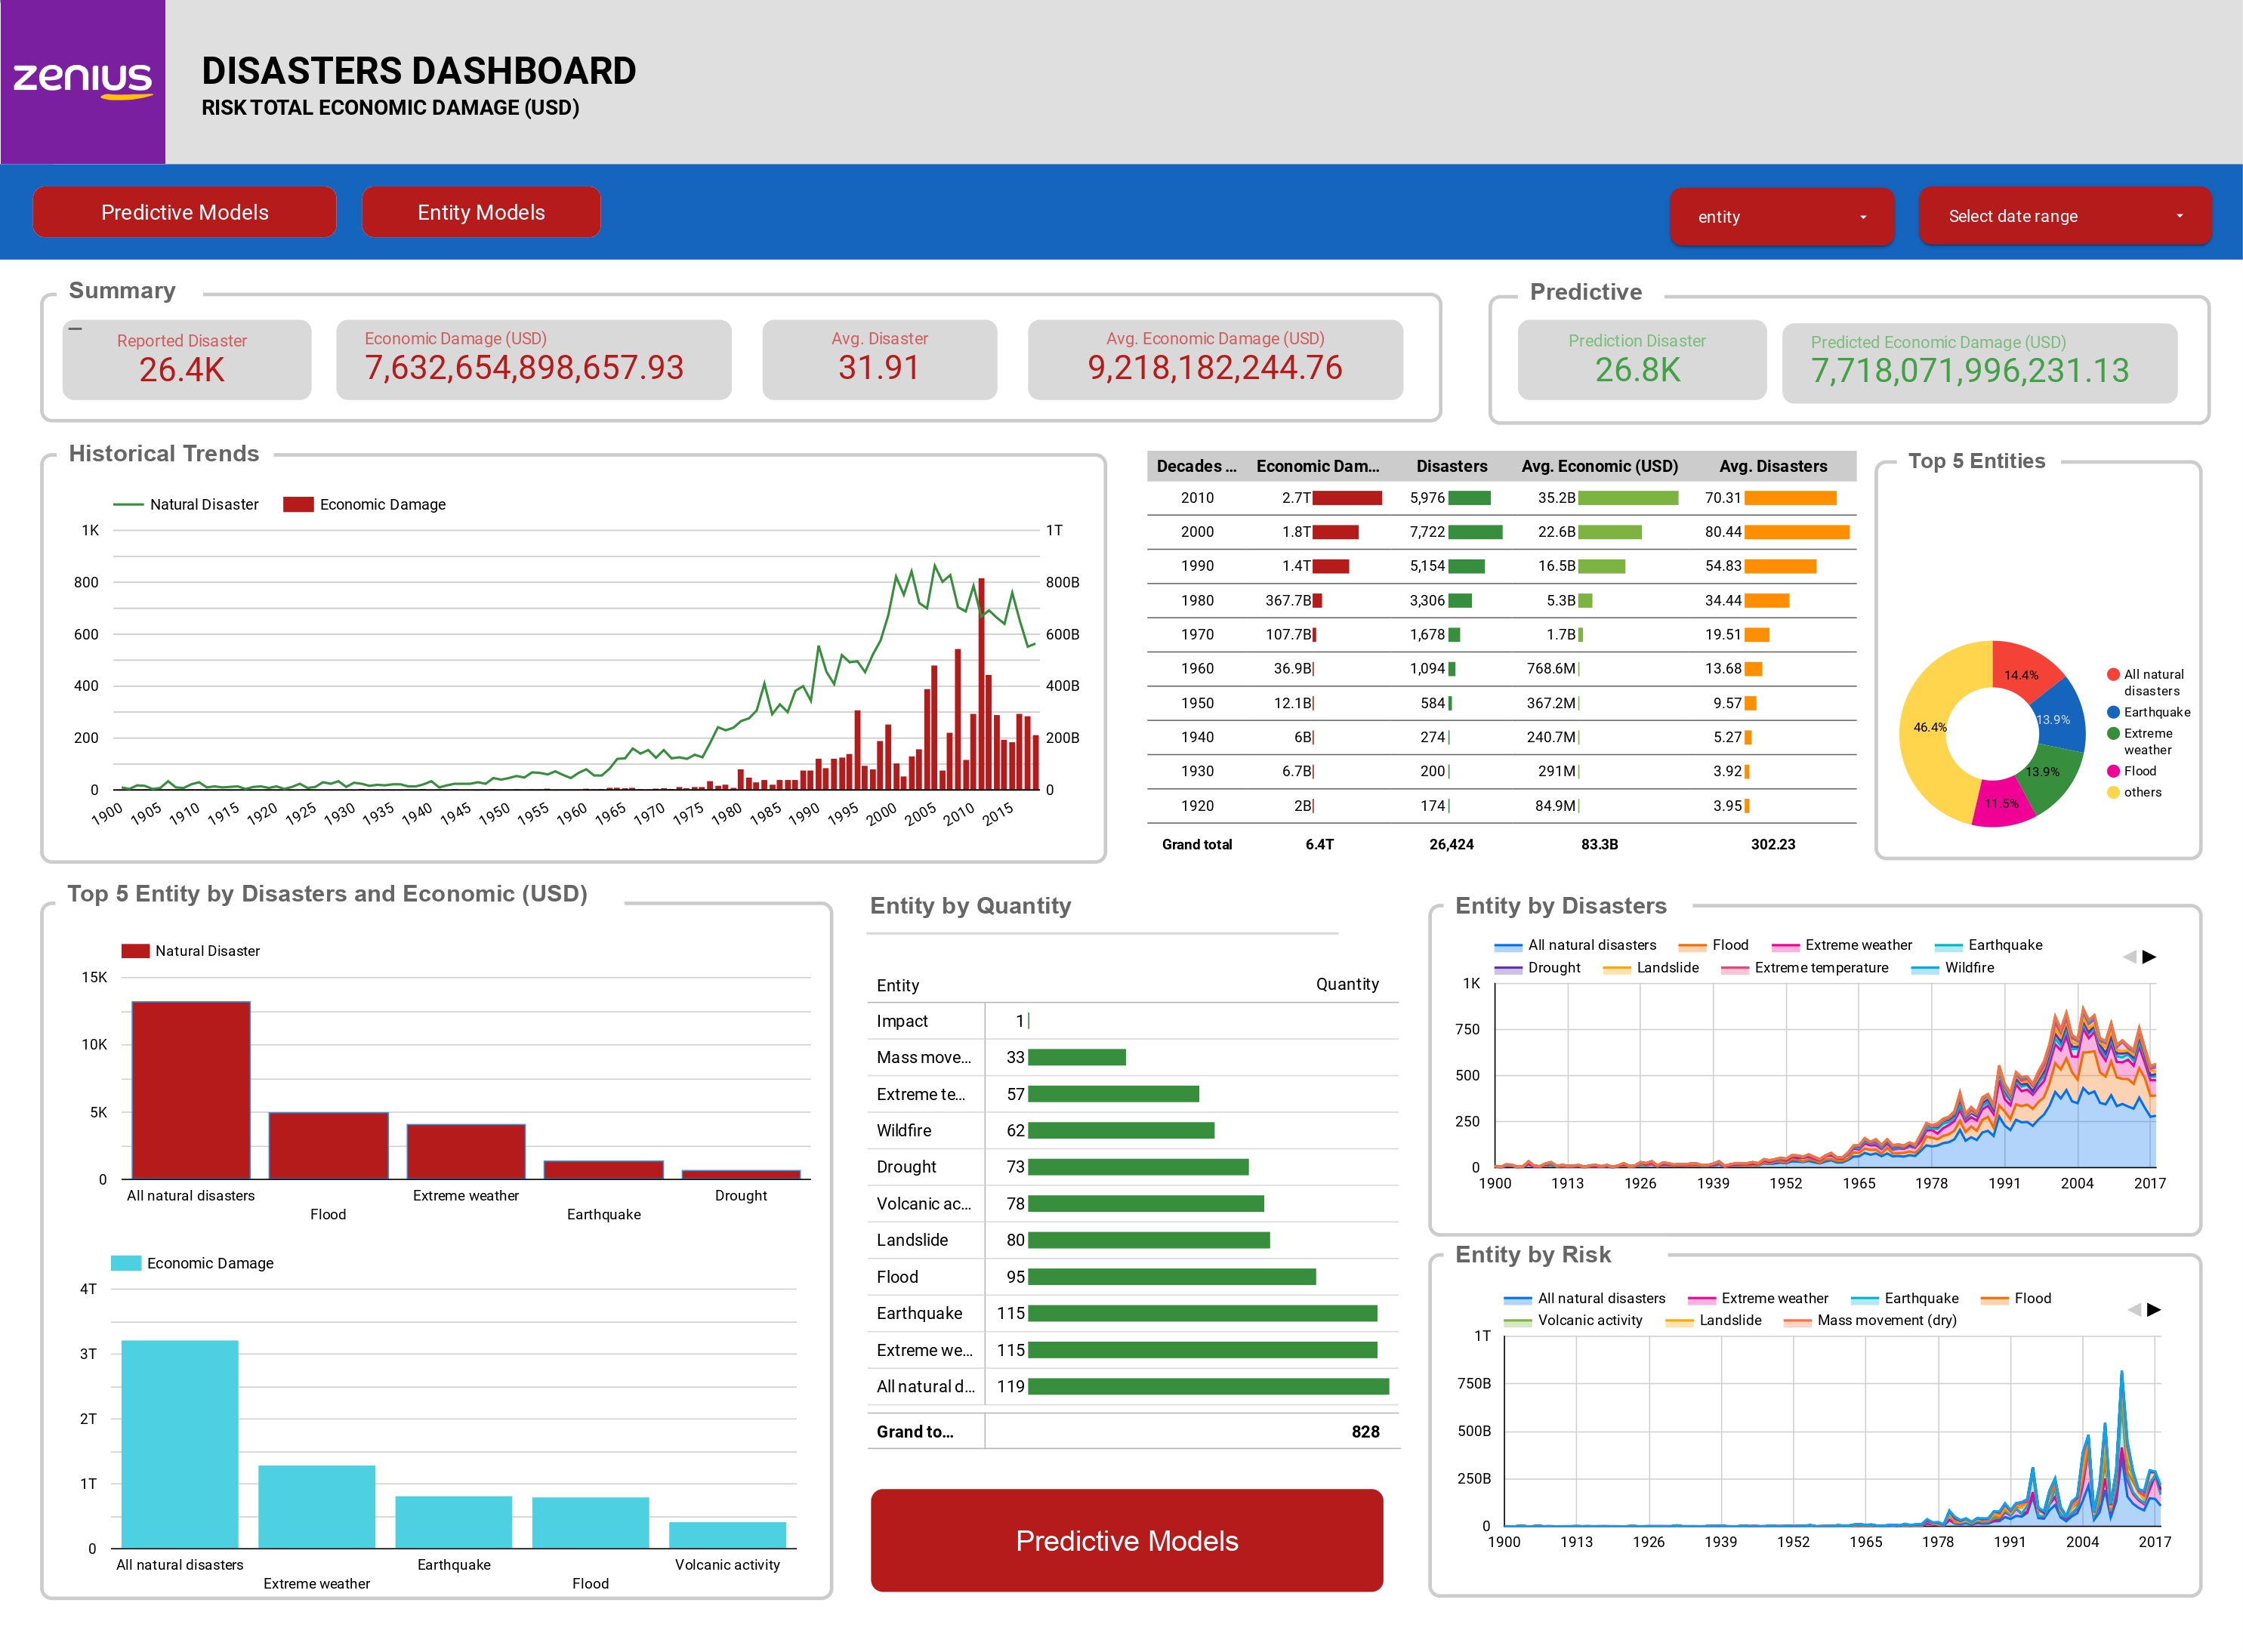 zenius
DISASTERS DASHBOARD
RISK TOTAL ECONOMIC DAMAGE (USD)
Predictive Models
Entity Models
entity
Select date range
Summary
Reported Disaster
26.4K
Economic Damage (USD)
7,632,654,898,657.93
Avg. Disaster
31.91
Avg. Economic Damage (USD)
9,218,182,244.76
Predictive
Prediction Disaster
26.8K
Predicted Economic Damage (USD)
7,718,071,996,231.13
Historical Trends
Natural Disaster Economic Damage
1K 1T
800 800B
600 600B
400 400B
200 200B
0 0
1900 1905 1910 1915 1920 1925 1930 1935 1940 1945 1950 1955 1960 1965 1970 1975 1980 1985 1990 1995 2000 2005 2010 2015
Decades ... Economic Dam... Disasters Avg. Economic (USD) Avg. Disasters
2010 2.7T 5,976 35.2B 70.31
2000 1.8T 7,722 22.6B 80.44
1990 1.4T 5,154 16.5B 54.83
1980 367.7B 3,306 5.3B 34.44
1970 107.7B 1,678 1.7B 19.51
1960 36.9B 1,094 768.6M 13.68
1950 12.1B 584 367.2M 9.57
1940 6B 274 240.7M 5.27
1930 6.7B 200 291M 3.92
1920 2B 174 84.9M 3.95
Grand total 6.4T 26,424 83.3B 302.23
Top 5 Entities
14.4%
13.9%
13.9%
11.5%
46.4%
All natural
disasters
Earthquake
Extreme
weather
Flood
others
Top 5 Entity by Disasters and Economic (USD)
Natural Disaster
15K
10K
5K
0
All natural disasters Flood Extreme weather Earthquake Drought
Economic Damage
4T
3T
2T
1T
0
All natural disasters Extreme weather Earthquake Flood Volcanic activity
Entity by Quantity
Entity Quantity
Impact 1
Mass move... 33
Extreme te... 57
Wildfire 62
Drought 73
Volcanic ac... 78
Landslide 80
Flood 95
Earthquake 115
Extreme we... 115
All natural d... 119
Grand to... 828
Predictive Models
Entity by Disasters
All natural disasters Flood Extreme weather Earthquake
Drought Landslide Extreme temperature Wildfire
1K
750
500
250
0
1900 1913 1926 1939 1952 1965 1978 1991 2004 2017
Entity by Risk
All natural disasters Extreme weather Earthquake Flood
Volcanic activity Landslide Mass movement (dry)
1T
750B
500B
250B
0
1900 1913 1926 1939 1952 1965 1978 1991 2004 2017